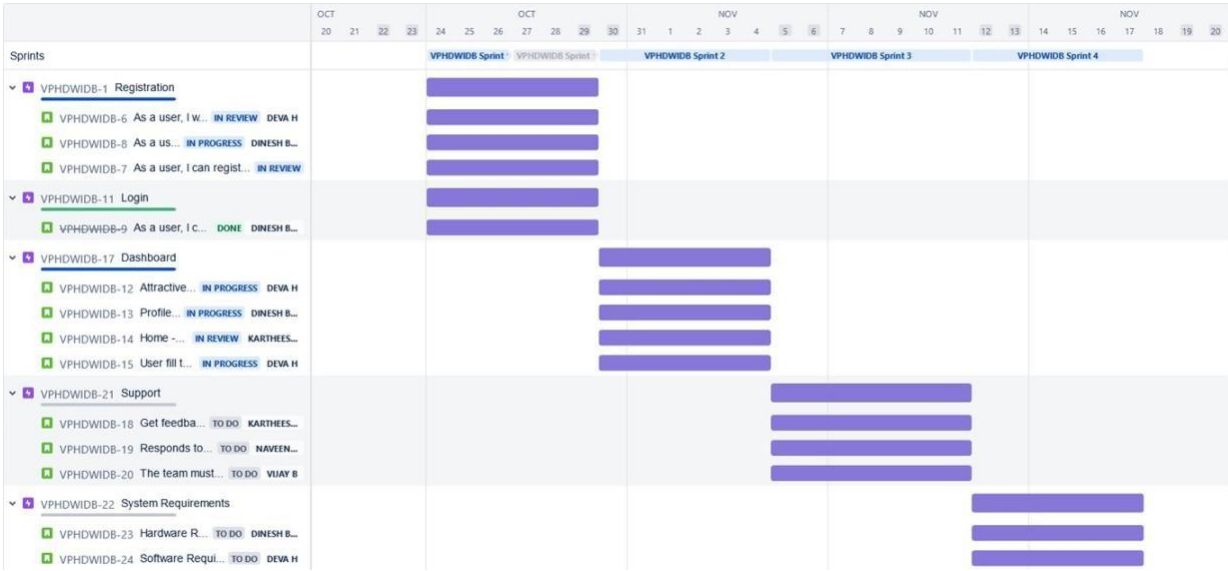 OCT OCT NOV NOV NOV
20 21 22 23 24 25 26 27 28 29 30 31 1 2 3 4 5 6 7 8 9 10 11 12 13 14 15 16 17 18 19 20
Sprints VPHDWIDB Sprint VPHDWIDB Sprint VPHDWIDB Sprint 2 VPHDWIDB Sprint 3 VPHDWIDB Sprint 4
VPHDWIDB-1 Registration
VPHDWIDB-6 As a user, I w... IN REVIEW DEVA H
VPHDWIDB-8 As a us... IN PROGRESS DINESH B...
VPHDWIDB-7 As a user, I can regist... IN REVIEW
VPHDWIDB-11 Login
VPHDWIDB-9 As a user, I c... DONE DINESH B...
VPHDWIDB-17 Dashboard
VPHDWIDB-12 Attractive... IN PROGRESS DEVA H
VPHDWIDB-13 Profile... IN PROGRESS DINESH B...
VPHDWIDB-14 Home -... IN REVIEW KARTHEES...
VPHDWIDB-15 User fill t... IN PROGRESS DEVA H
VPHDWIDB-21 Support
VPHDWIDB-18 Get feedba... TO DO KARTHEES...
VPHDWIDB-19 Responds to... TO DO NAVEEN...
VPHDWIDB-20 The team must... TO DO VIJAY B
VPHDWIDB-22 System Requirements
VPHDWIDB-23 Hardware R... TO DO DINESH B...
VPHDWIDB-24 Software Requi... TO DO DEVA H